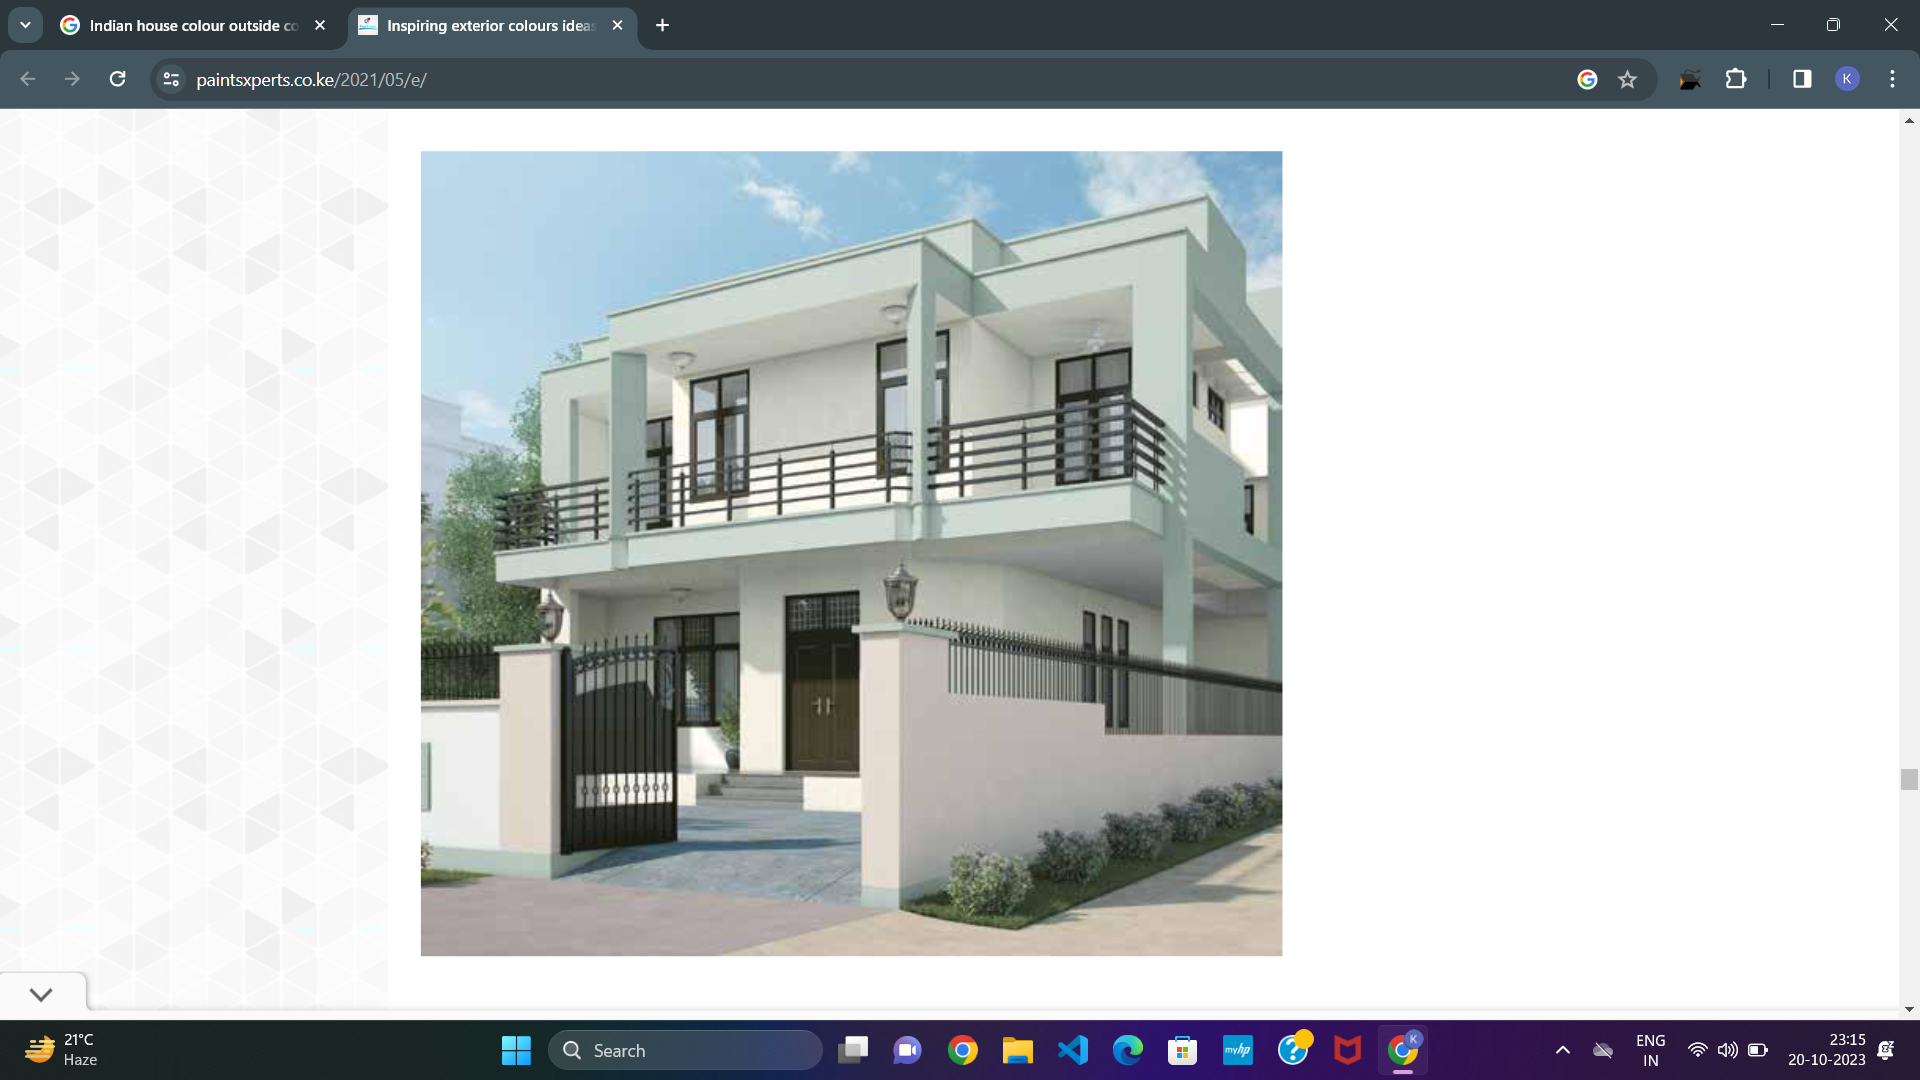 Indian house colour outside co
Inspiring exterior colours ideas
paintsxperts.co.ke/2021/05/e/
K
21°C
Haze
Search
myhp
K
ENG
IN
23:15
20-10-2023